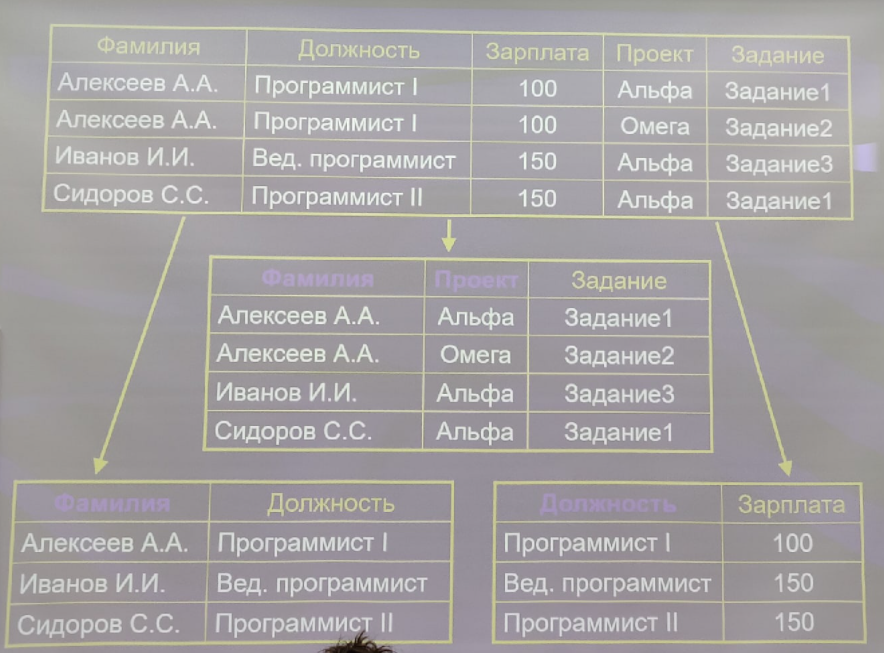 Фамилия Должность Зарплата Проект Задание
Алексеев А.А. Программист I 100 Альфа Задание1
Алексеев А.А. Программист I 100 Омега Задание2
Иванов И.И. Вед. программист 150 Альфа Задание3
Сидоров С.С. Программист II 150 Альфа Задание1
Фамилия Проект Задание
Алексеев А.А. Альфа Задание1
Алексеев А.А. Омега Задание2
Иванов И.И. Альфа Задание3
Сидоров С.С. Альфа Задание1
Фамилия Должность
Алексеев А.А. Программист I
Иванов И.И. Вед. программист
Сидоров С.С. Программист II
Должность Зарплата
Программист I 100
Вед. программист 150
Программист II 150